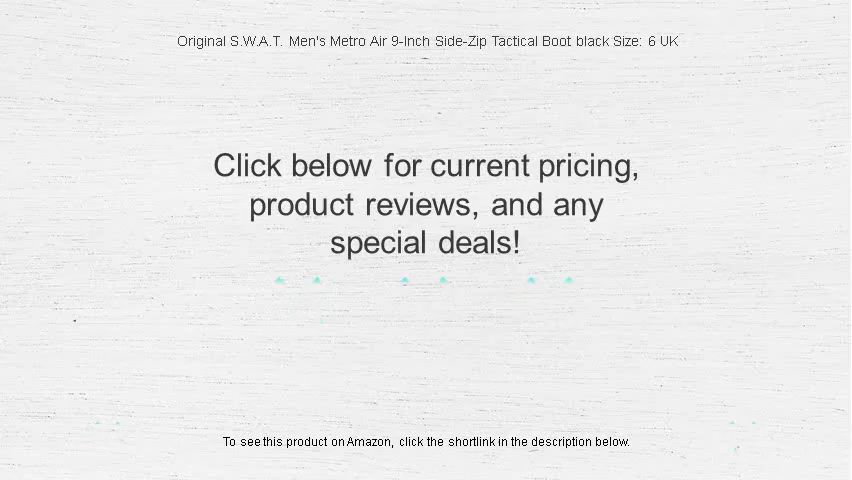 Original S.W.A.T. Men's Metro Air 9-Inch Side-Zip Tactical Boot black Size: 6 UK
Click below for current pricing,
product reviews, and any
special deals!
To see this product on Amazon, click the shortlink in the description below.